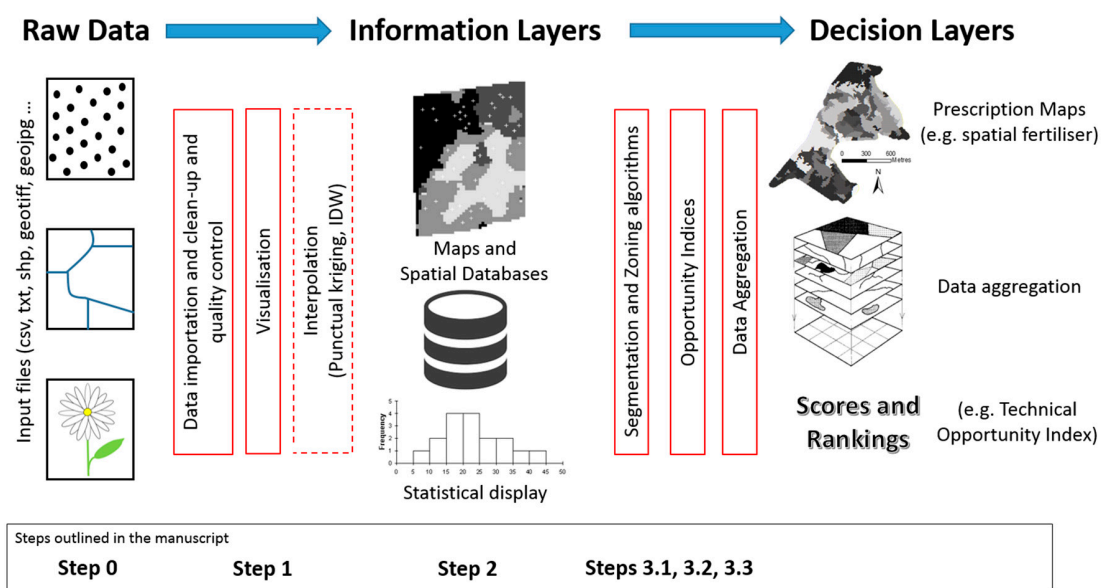 Raw Data
Information Layers
Decision Layers
Input files (csv, txt, shp, geotiff, geojpg ...
Data importation and clean-up and
quality control
Visualisation
Interpolation
(Punctual kriging, IDW)
Maps and
Spatial Databases
Frequency
5
4
3
2
1
0
0 5 10 15 20 25 30 35 40 45 50
Statistical display
Segmentation and Zoning algorithms
Opportunity Indices
Data Aggregation
0 300 600
Metres
N
Prescription Maps
(e.g. spatial fertiliser)
Data aggregation
Scores and
Rankings
(e.g. Technical
Opportunity Index)
Steps outlined in the manuscript
Step 0 Step 1 Step 2 Steps 3.1, 3.2, 3.3